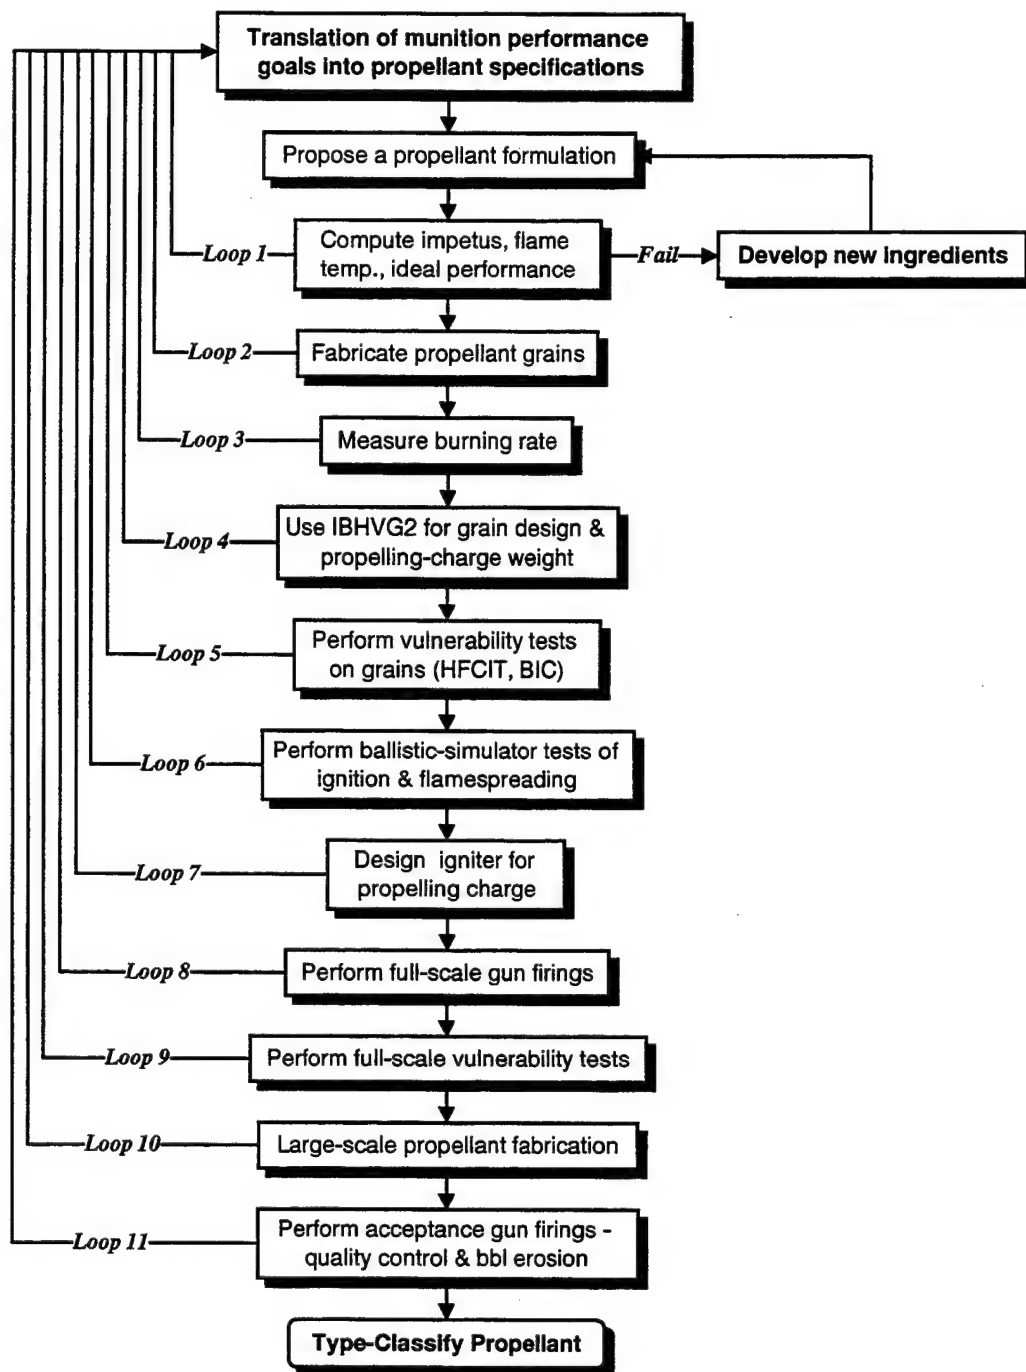 Translation of munition performance
goals into propellant specifications
Propose a propellant formulation
Loop 1
Compute impetus, flame
temp., ideal performance
Fail
Develop new ingredients
Loop 2
Fabricate propellant grains
Loop 3
Measure burning rate
Loop 4
Use IBHVG2 for grain design &
propelling-charge weight
Loop 5
Perform vulnerability tests
on grains (HFCIT, BIC)
Loop 6
Perform ballistic-simulator tests of
ignition & flamespreading
Loop 7
Design igniter for
propelling charge
Loop 8
Perform full-scale gun firings
Loop 9
Perform full-scale vulnerability tests
Loop 10
Large-scale propellant fabrication
Loop 11
Perform acceptance gun firings -
quality control & bbl erosion
Type-Classify Propellant